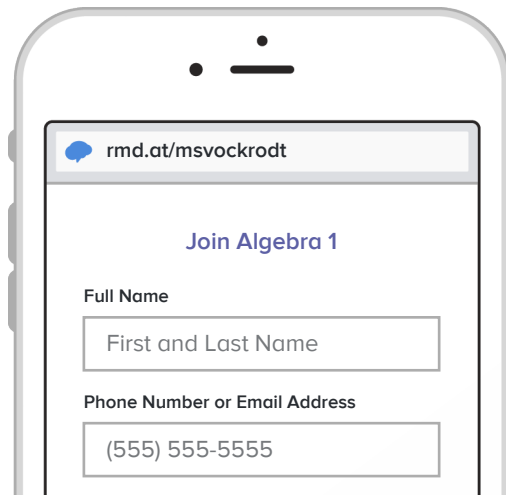 rmd.at/msvockrodt
Join Algebra 1
Full Name
First and Last Name
Phone Number or Email Address
(555) 555-5555